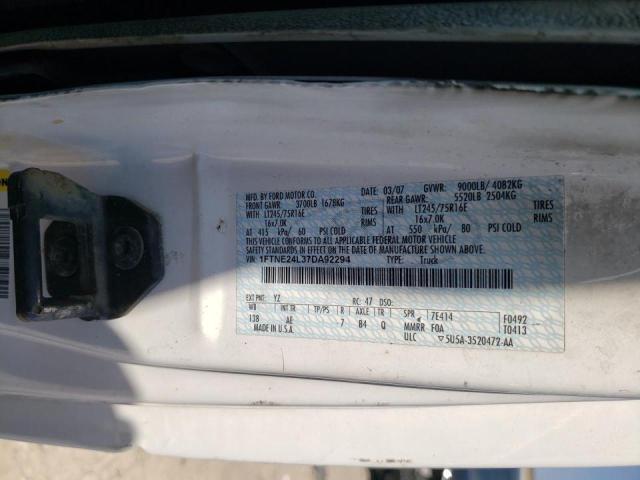 MFD. BY FORD MOTOR CO.
03/07 GVWR: 9000LB/ 4082KG
FRONT GAWR: 3700LB 1678KG
REAR GAWR: 5520LB 2504KG
WITH LT245/75R16E TIRES
WITH LT245/75R16E TIRES
16x7.0K RIMS
16x7.0K RIMS
AT 415 kPa/ 60 PSI COLD
AT 550 kPa/ 80 PSI COLD
THIS VEHICLE CONFORMS TO ALL APPLICABLE FEDERAL MOTOR VEHICLE
SAFETY STANDARDS IN EFFECT ON THE DATE OF MANUFACTURE SHOWN ABOVE.
VIN: 1FTNE24L37DA92294
TYPE: Truck
EXT PNT: YZ RC: 47 DSO:
WB TR TP/PS R AXLE TR SPR 7E414 F0492
138 AE 7 B4 Q MMRR F0A T0413
MADE IN U.S.A. ULC ▽5U5A-3520472-AA